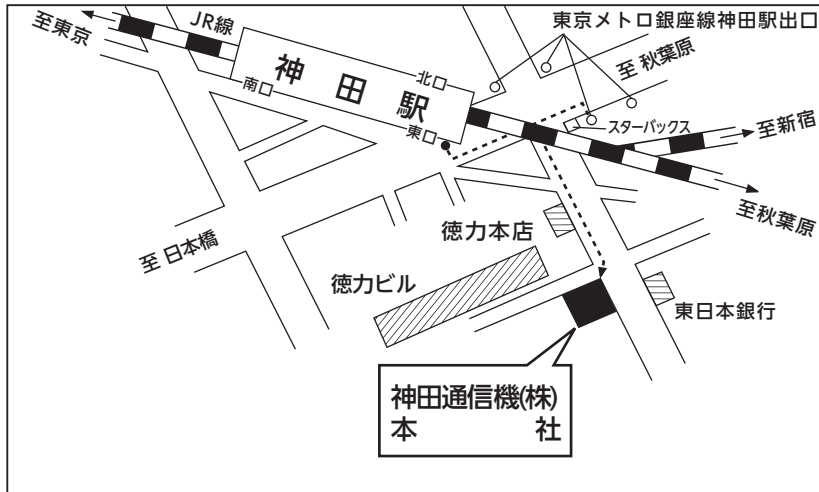 東京メトロ銀座線神田駅出口
JR線
至東京
神田駅
北口
南口
東口
至 秋葉原
スターバックス
至新宿
至秋葉原
至 日本橋
徳力本店
徳力ビル
東日本銀行
神田通信機(株)
本 社